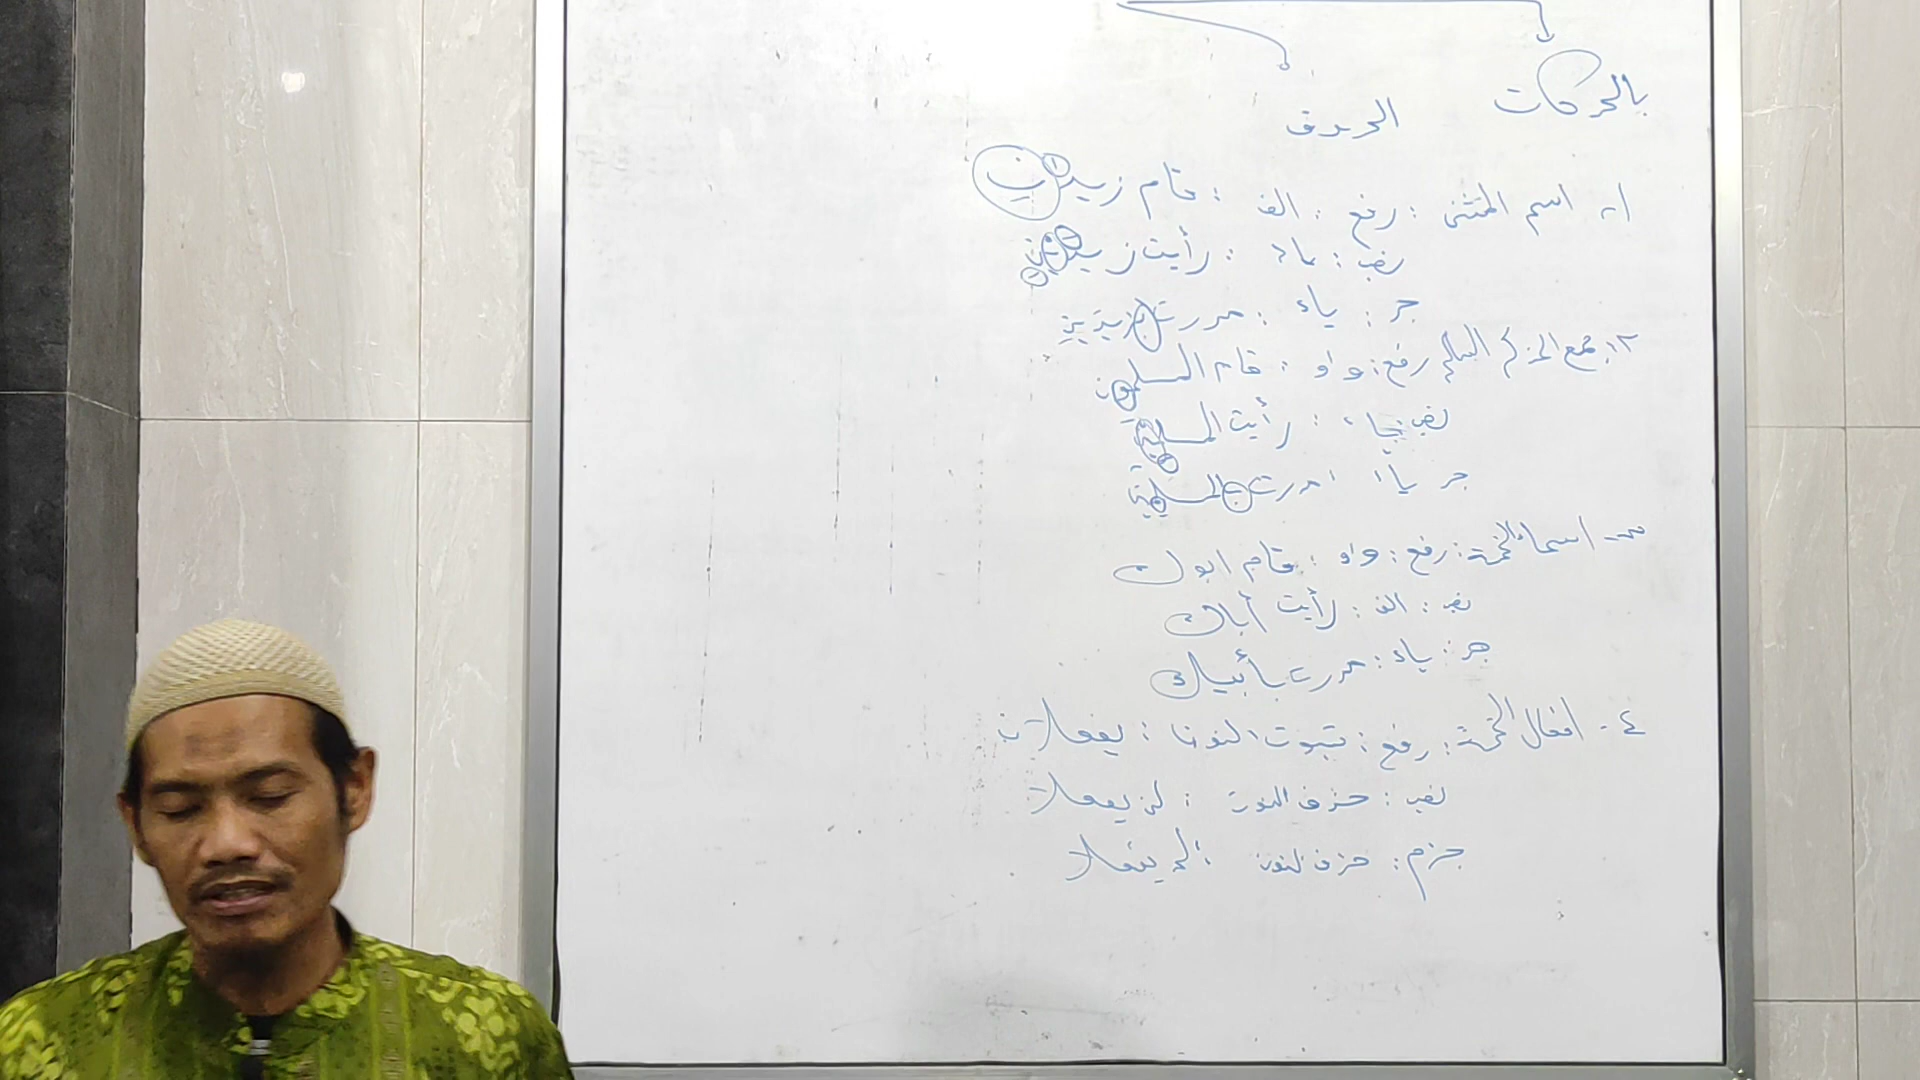 بالحركات
الحروف
١- اسم المثنى : رفع : الف : قام زيدان
نصب : ياء : رأيت زيدين
جر : ياء : مررت بزيدين
٢. جمع المذكر السالم رفع : واو : قام المسلمون
نصب : ياء : رأيت المسلمين
جر ياء مررت بالمسلمين
٣- اسماء الخمسة : رفع : واو : قام ابوك
نصب : الف : رأيت أباك
جر : ياء : مررت بأبيك
٤- افعال الخمسة : رفع : ثبوت النون : يفعلان
نصب : حزف النون : لن يفعلا
جزم : حزف النون : لم يفعلا